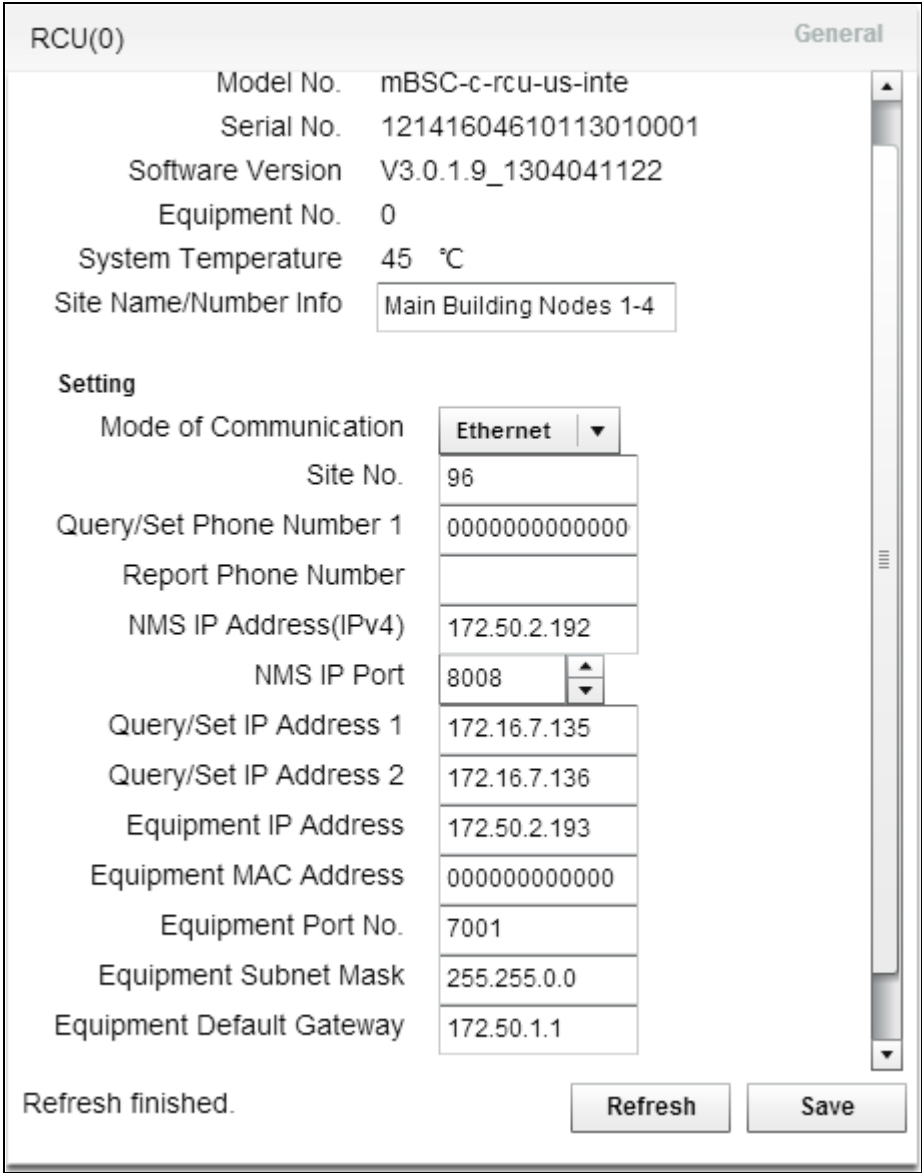 RCU(0) General
Model No. mBSC-c-rcu-us-inte
Serial No. 12141604610113010001
Software Version V3.0.1.9_1304041122
Equipment No. 0
System Temperature 45 ℃
Site Name/Number Info Main Building Nodes 1-4
Setting
Mode of Communication Ethernet
Site No. 96
Query/Set Phone Number 1 0000000000000
Report Phone Number
NMS IP Address(IPv4) 172.50.2.192
NMS IP Port 8008
Query/Set IP Address 1 172.16.7.135
Query/Set IP Address 2 172.16.7.136
Equipment IP Address 172.50.2.193
Equipment MAC Address 000000000000
Equipment Port No. 7001
Equipment Subnet Mask 255.255.0.0
Equipment Default Gateway 172.50.1.1
Refresh finished. Refresh Save